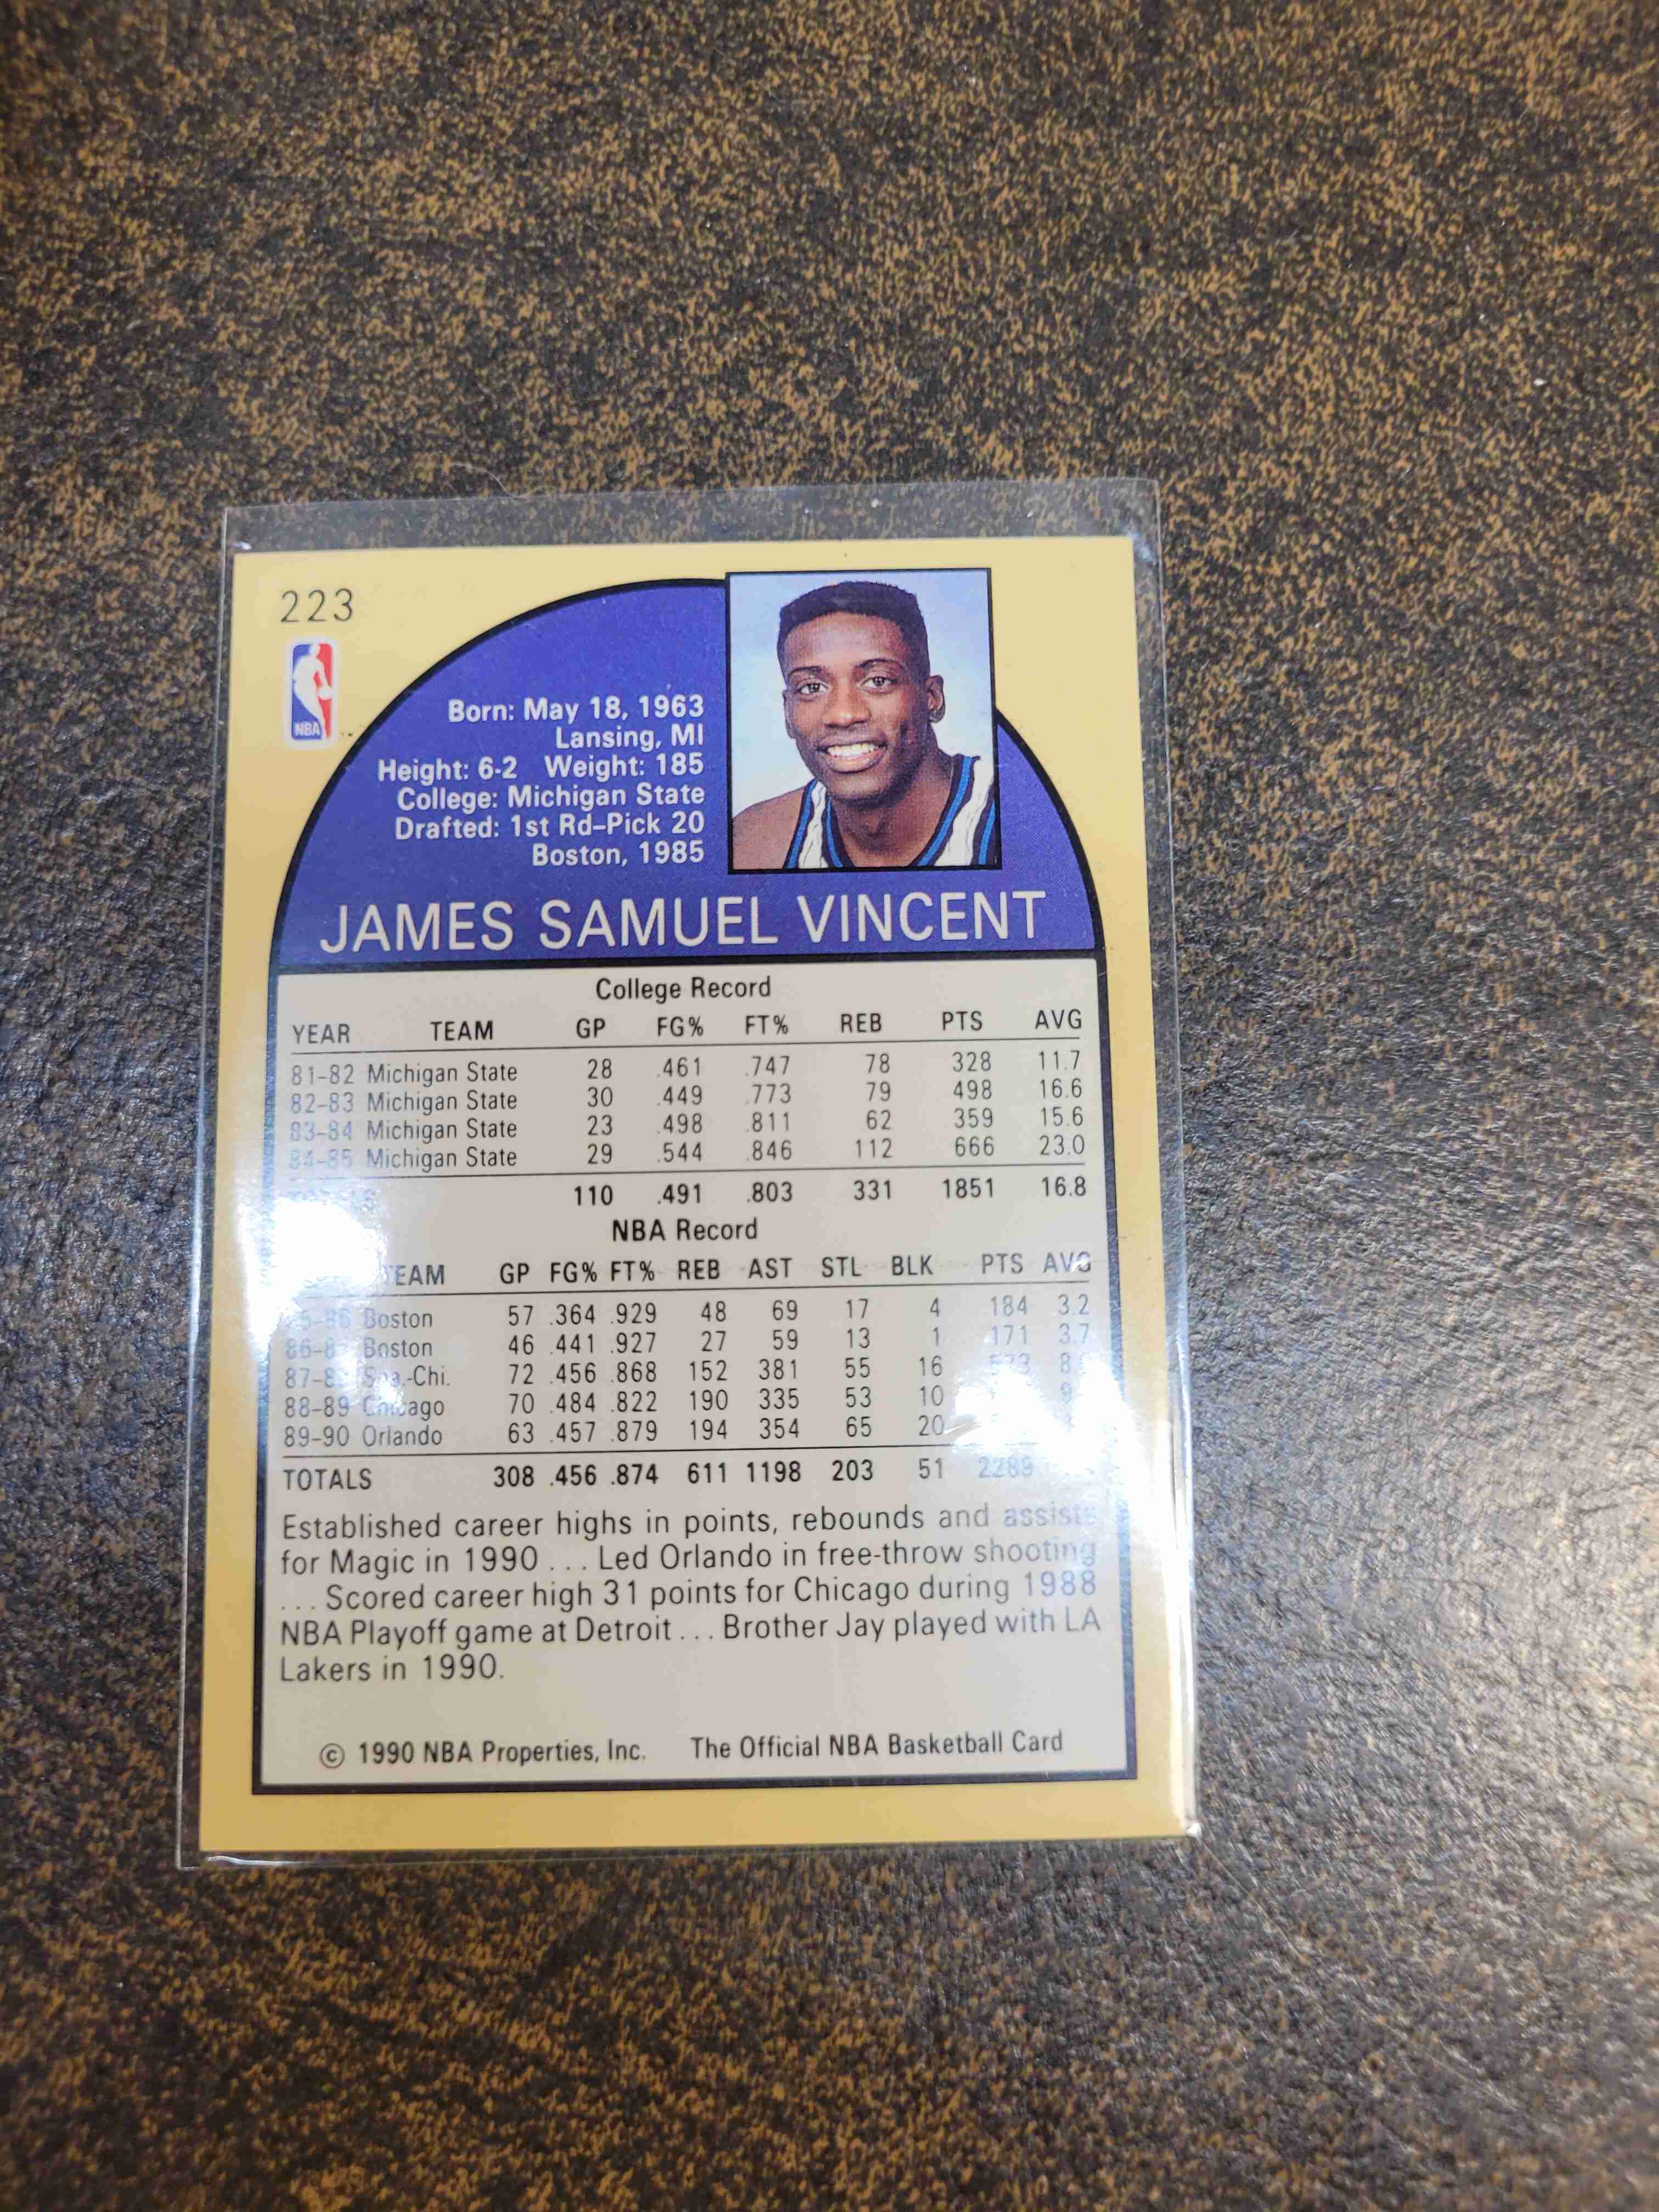 223
NBA
Born: May 18, 1963
Lansing, MI
Height: 6-2 Weight: 185
College: Michigan State
Drafted: 1st Rd–Pick 20
Boston, 1985
JAMES SAMUEL VINCENT
College Record
YEAR TEAM GP FG% FT% REB PTS AVG
81–82 Michigan State 28 .461 .747 78 328 11.7
82–83 Michigan State 30 .449 .773 79 498 16.6
83–84 Michigan State 23 .498 .811 62 359 15.6
84–85 Michigan State 29 .544 .846 112 666 23.0
110 .491 .803 331 1851 16.8
NBA Record
TEAM GP FG% FT% REB AST STL BLK PTS AVG
Boston 57 .364 .929 48 69 17 4 184 3.2
Boston 46 .441 .927 27 59 13 1 171 3.7
72 .456 .868 152 381 55 16
88–89 Chicago 70 .484 .822 190 335 53 10
89–90 Orlando 63 .457 .879 194 354 65 20
TOTALS 308 .456 .874 611 1198 203 51 2289
Established career highs in points, rebounds and assists
for Magic in 1990 . . . Led Orlando in free-throw shooting
. . . Scored career high 31 points for Chicago during 1988
NBA Playoff game at Detroit . . . Brother Jay played with LA
Lakers in 1990.
© 1990 NBA Properties, Inc. The Official NBA Basketball Card